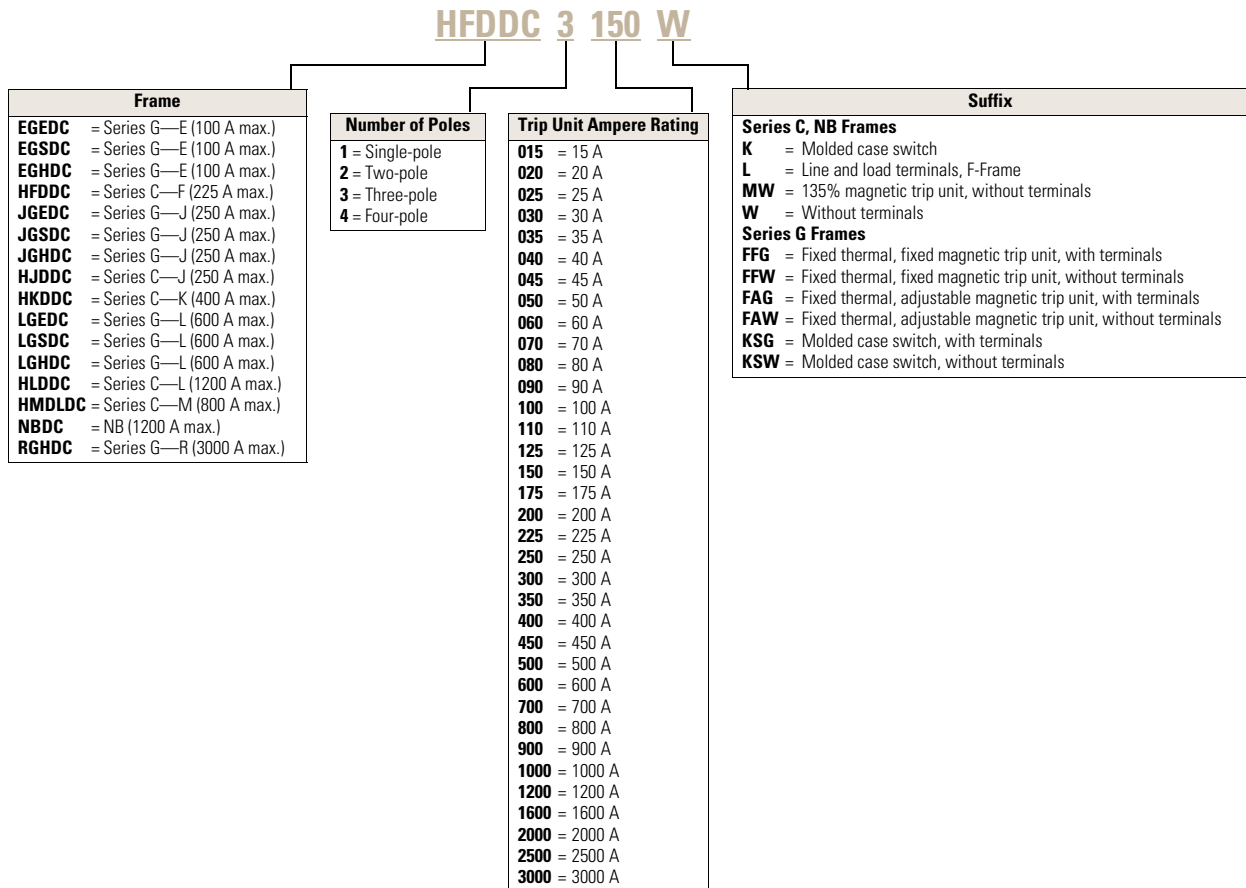 HFDDC 3 150 W
Frame
EGEDC = Series G—E (100 A max.)
EGSDC = Series G—E (100 A max.)
EGHDC = Series G—E (100 A max.)
HFDDC = Series C—F (225 A max.)
JGEDC = Series G—J (250 A max.)
JGSDC = Series G—J (250 A max.)
JGHDC = Series G—J (250 A max.)
HJDDC = Series C—J (250 A max.)
HKDDC = Series C—K (400 A max.)
LGEDC = Series G—L (600 A max.)
LGSDC = Series G—L (600 A max.)
LGHDC = Series G—L (600 A max.)
HLDDC = Series C—L (1200 A max.)
HMDLDC = Series C—M (800 A max.)
NBDC = NB (1200 A max.)
RGHDC = Series G—R (3000 A max.)
Number of Poles
1 = Single-pole
2 = Two-pole
3 = Three-pole
4 = Four-pole
Trip Unit Ampere Rating
015 = 15 A
020 = 20 A
025 = 25 A
030 = 30 A
035 = 35 A
040 = 40 A
045 = 45 A
050 = 50 A
060 = 60 A
070 = 70 A
080 = 80 A
090 = 90 A
100 = 100 A
110 = 110 A
125 = 125 A
150 = 150 A
175 = 175 A
200 = 200 A
225 = 225 A
250 = 250 A
300 = 300 A
350 = 350 A
400 = 400 A
450 = 450 A
500 = 500 A
600 = 600 A
700 = 700 A
800 = 800 A
900 = 900 A
1000 = 1000 A
1200 = 1200 A
1600 = 1600 A
2000 = 2000 A
2500 = 2500 A
3000 = 3000 A
Suffix
Series C, NB Frames
K = Molded case switch
L = Line and load terminals, F-Frame
MW = 135% magnetic trip unit, without terminals
W = Without terminals
Series G Frames
FFG = Fixed thermal, fixed magnetic trip unit, with terminals
FFW = Fixed thermal, fixed magnetic trip unit, without terminals
FAG = Fixed thermal, adjustable magnetic trip unit, with terminals
FAW = Fixed thermal, adjustable magnetic trip unit, without terminals
KSG = Molded case switch, with terminals
KSW = Molded case switch, without terminals